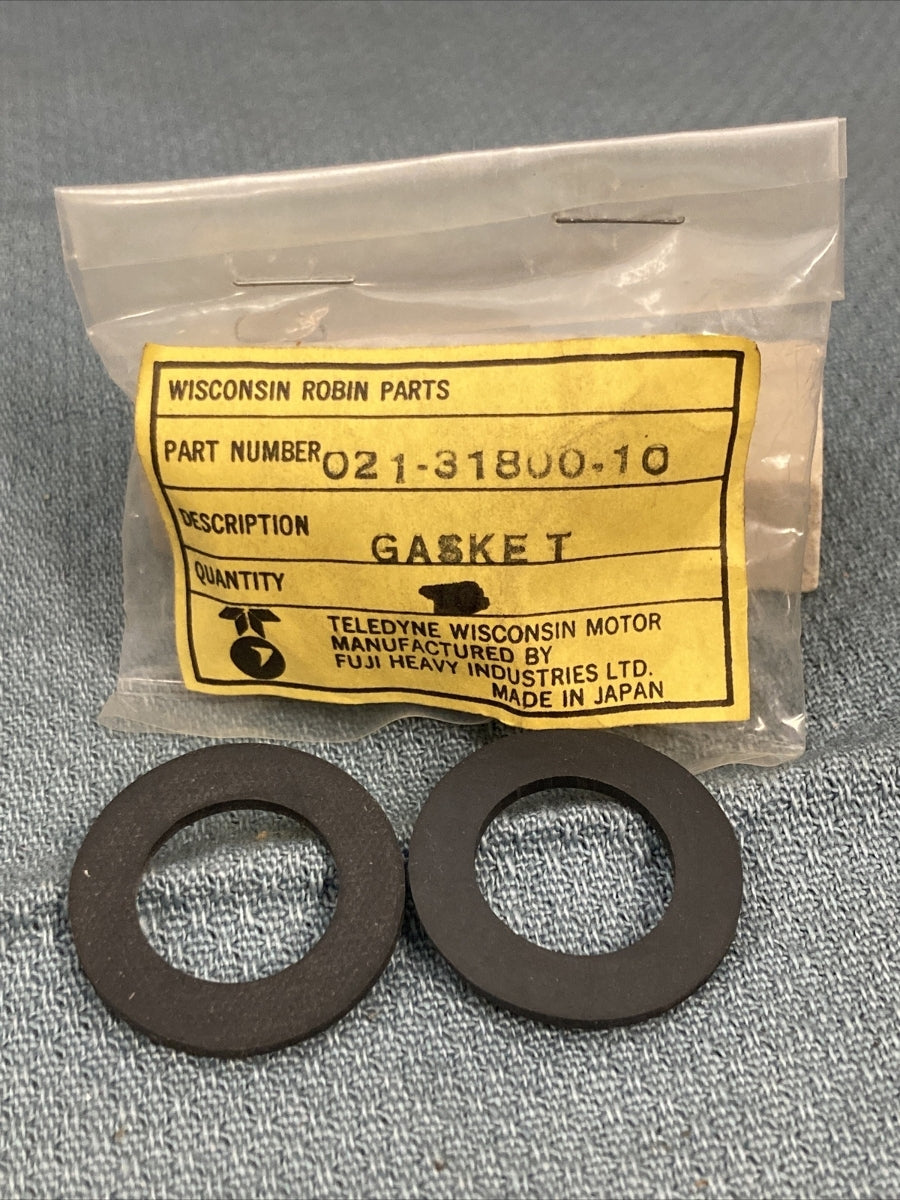 WISCONSIN ROBIN PARTS
PART NUMBER 021-31800-10
DESCRIPTION GASKET
QUANTITY
TELEDYNE WISCONSIN MOTOR
MANUFACTURED BY
FUJI HEAVY INDUSTRIES LTD.
MADE IN JAPAN